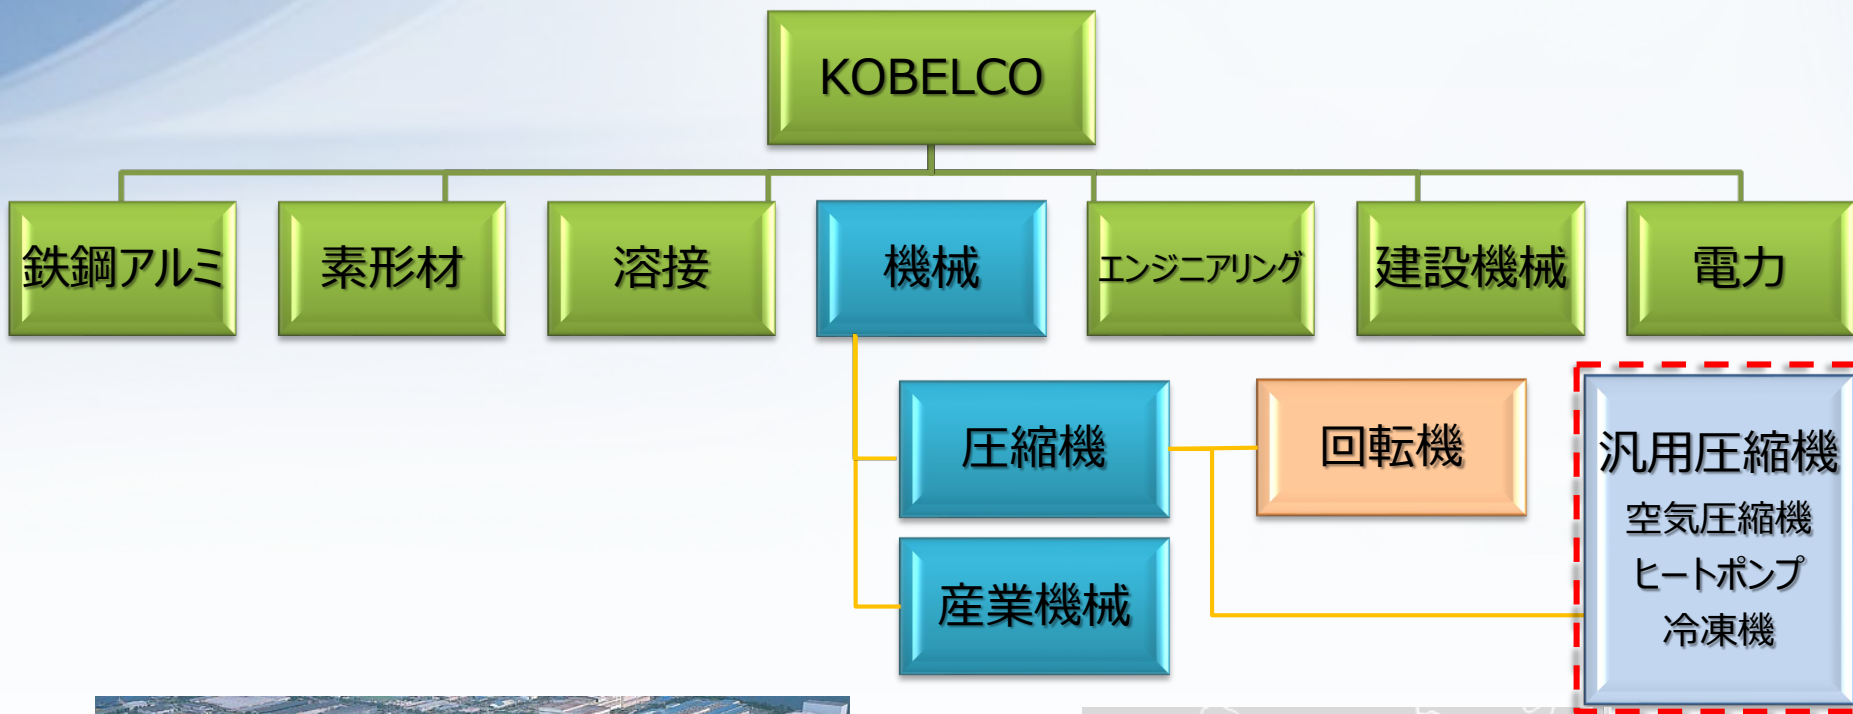 KOBELCO
鉄鋼アルミ
素形材
溶接
機械
エンジニアリング
建設機械
電力
圧縮機
回転機
汎用圧縮機
空気圧縮機
ヒートポンプ
冷凍機
産業機械